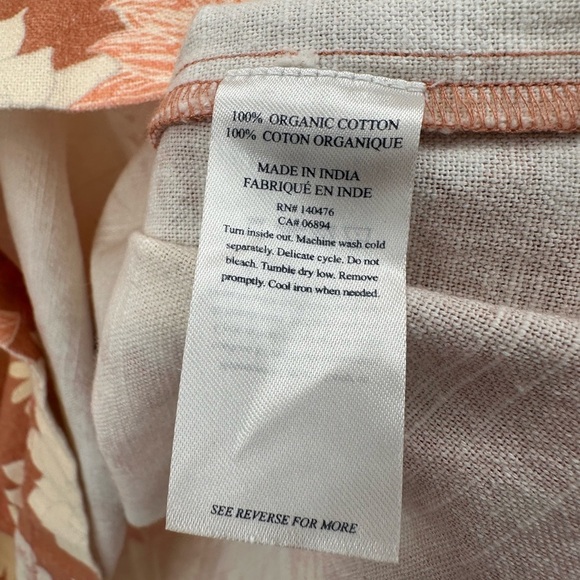 100% ORGANIC COTTON
100% COTON ORGANIQUE
MADE IN INDIA
FABRIQUÉ EN INDE
RN# 140476
CA# 06894
Turn inside out. Machine wash cold
separately. Delicate cycle. Do not
bleach. Tumble dry low. Remove
promptly. Cool iron when needed.
SEE REVERSE FOR MORE